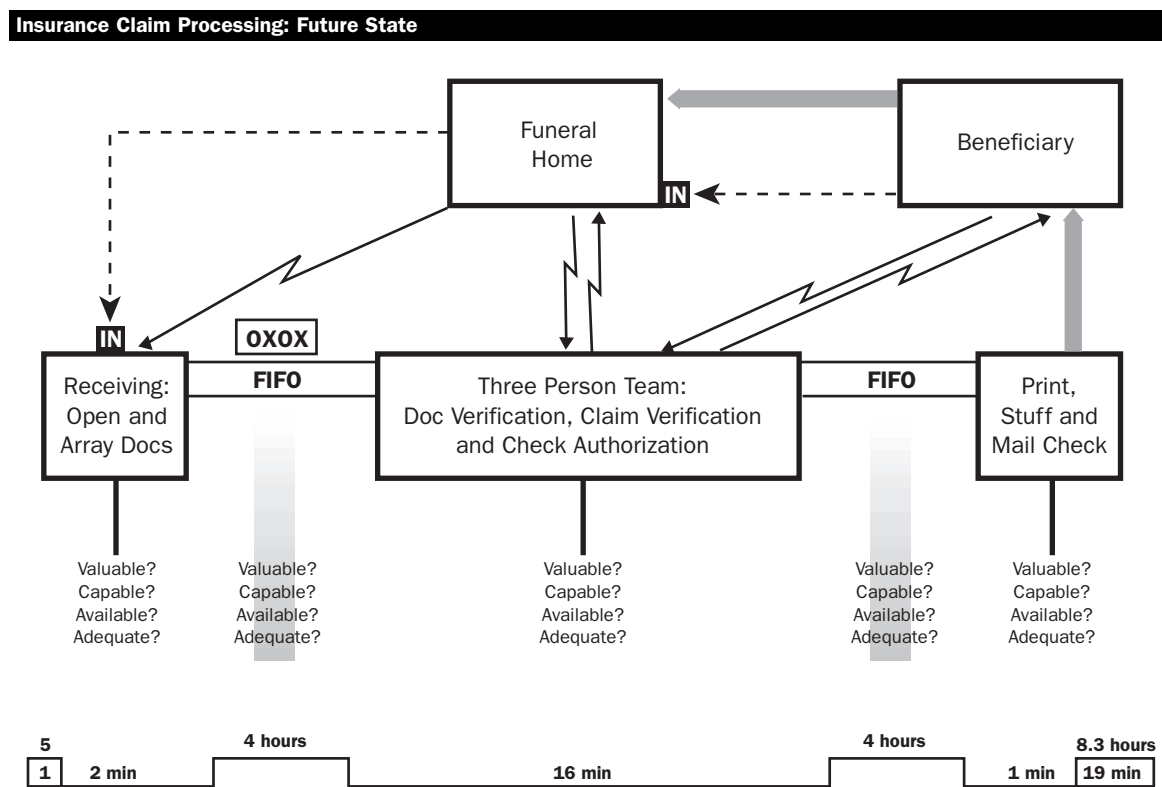 Insurance Claim Processing: Future State
Funeral
Home
Beneficiary
IN
IN
OXOX
FIFO
FIFO
Receiving:
Open and
Array Docs
Three Person Team:
Doc Verification, Claim Verification
and Check Authorization
Print,
Stuff and
Mail Check
Valuable?
Capable?
Available?
Adequate?
Valuable?
Capable?
Available?
Adequate?
Valuable?
Capable?
Available?
Adequate?
Valuable?
Capable?
Available?
Adequate?
Valuable?
Capable?
Available?
Adequate?
5
4 hours
4 hours
8.3 hours
1
2 min
16 min
1 min
19 min